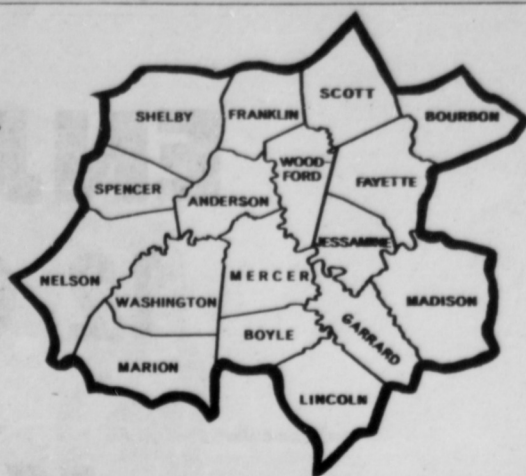 SCOTT
SHELBY
FRANKLIN
BOURBON
WOOD
FORD
SPENCER
ANDERSON
FAYETTE
JESSAMINE
NELSON
MERCER
WASHINGTON
MADISON
GARRARD
BOYLE
MARION
LINCOLN